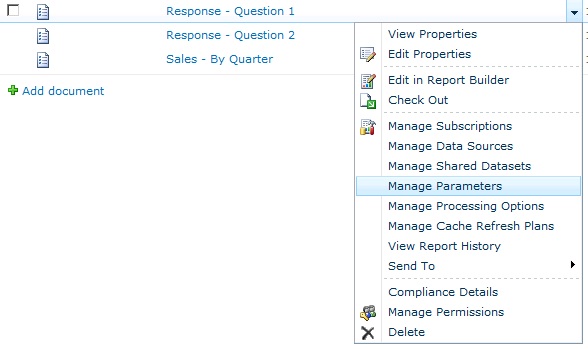 Response - Question 1
Response - Question 2
Sales - By Quarter
Add document
View Properties
Edit Properties
Edit in Report Builder
Check Out
Manage Subscriptions
Manage Data Sources
Manage Shared Datasets
Manage Parameters
Manage Processing Options
Manage Cache Refresh Plans
View Report History
Send To
Compliance Details
Manage Permissions
Delete